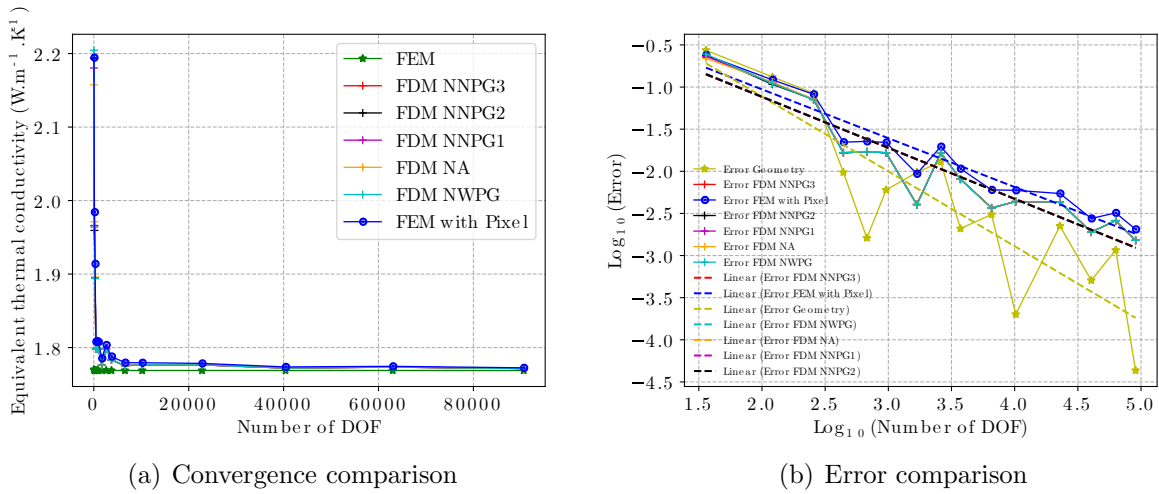 Equivalent thermal conductivity (W.m⁻¹.K¹)
2.2
2.1
2.0
1.9
1.8
0
20000
40000
60000
80000
Number of DOF
FEM
FDM NNPG3
FDM NNPG2
FDM NNPG1
FDM NA
FDM NWPG
FEM with Pixel
(a) Convergence comparison
Log₁₀(Error)
−0.5
−1.0
−1.5
−2.0
−2.5
−3.0
−3.5
−4.0
−4.5
1.5
2.0
2.5
3.0
3.5
4.0
4.5
5.0
Log₁₀(Number of DOF)
Error Geometry
Error FDM NNPG3
Error FEM with Pixel
Error FDM NNPG2
Error FDM NNPG1
Error FDM NA
Error FDM NWPG
Linear (Error FDM NNPG3)
Linear (Error FEM with Pixel)
Linear (Error Geometry)
Linear (Error FDM NWPG)
Linear (Error FDM NA)
Linear (Error FDM NNPG1)
Linear (Error FDM NNPG2)
(b) Error comparison